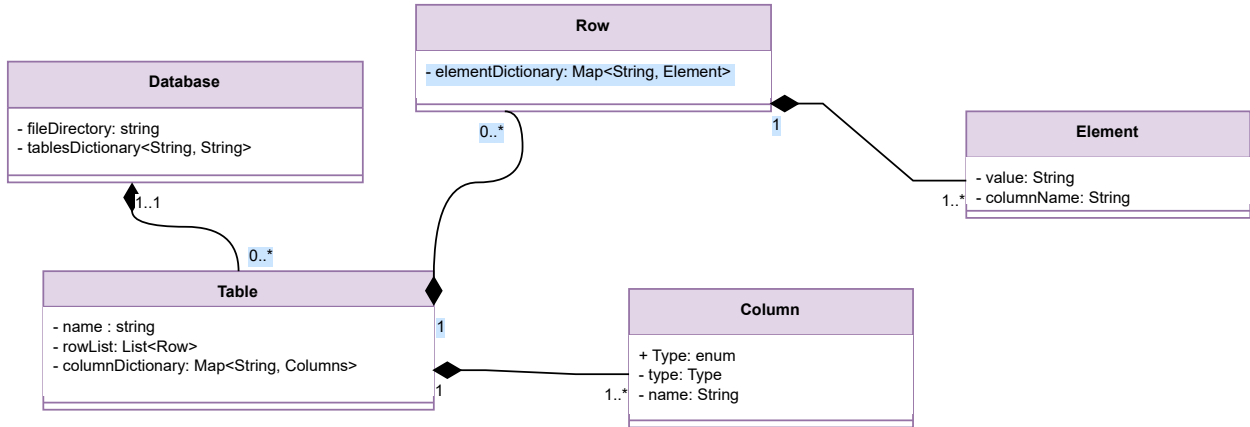 Row
- elementDictionary: Map<String, Element>
Database
- fileDirectory: string
- tablesDictionary<String, String>
0..*
1
Element
- value: String
- columnName: String
1..*
1..1
0..*
Table
- name : string
- rowList: List<Row>
- columnDictionary: Map<String, Columns>
1
1
Column
+ Type: enum
- type: Type
- name: String
1..*